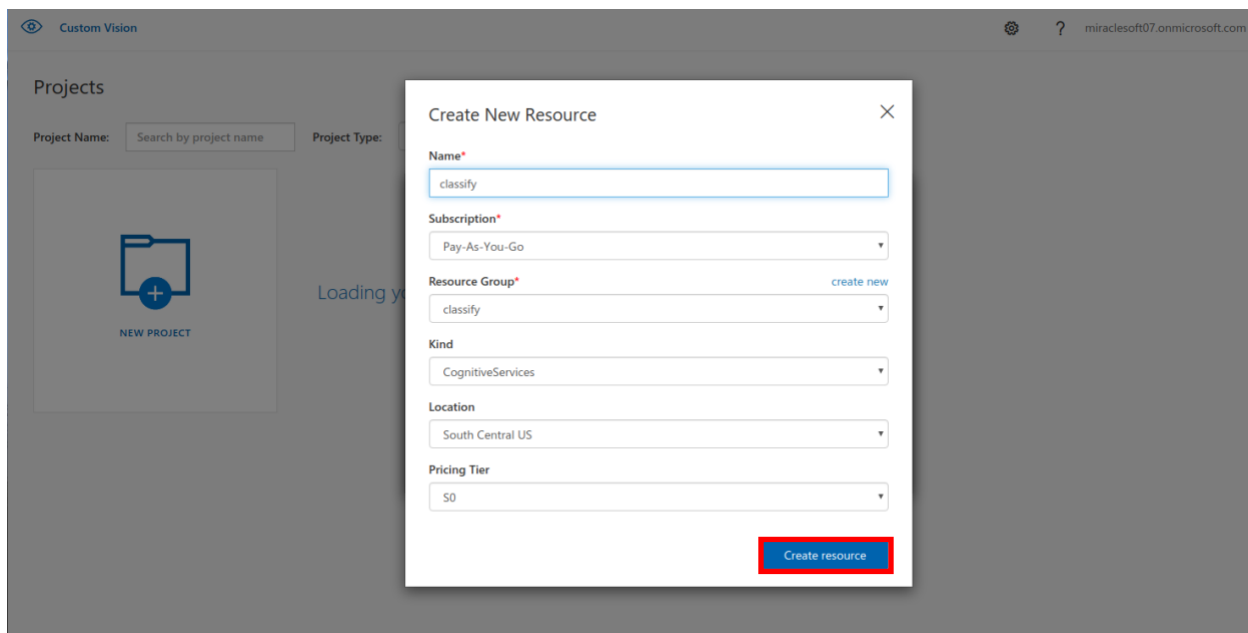 Custom Vision
? miraclesoft07.onmicrosoft.com
Projects
Project Name: Search by project name Project Type:
NEW PROJECT
Loading
Create New Resource
Name*
classify
Subscription*
Pay-As-You-Go
Resource Group* create new
classify
Kind
CognitiveServices
Location
South Central US
Pricing Tier
S0
Create resource